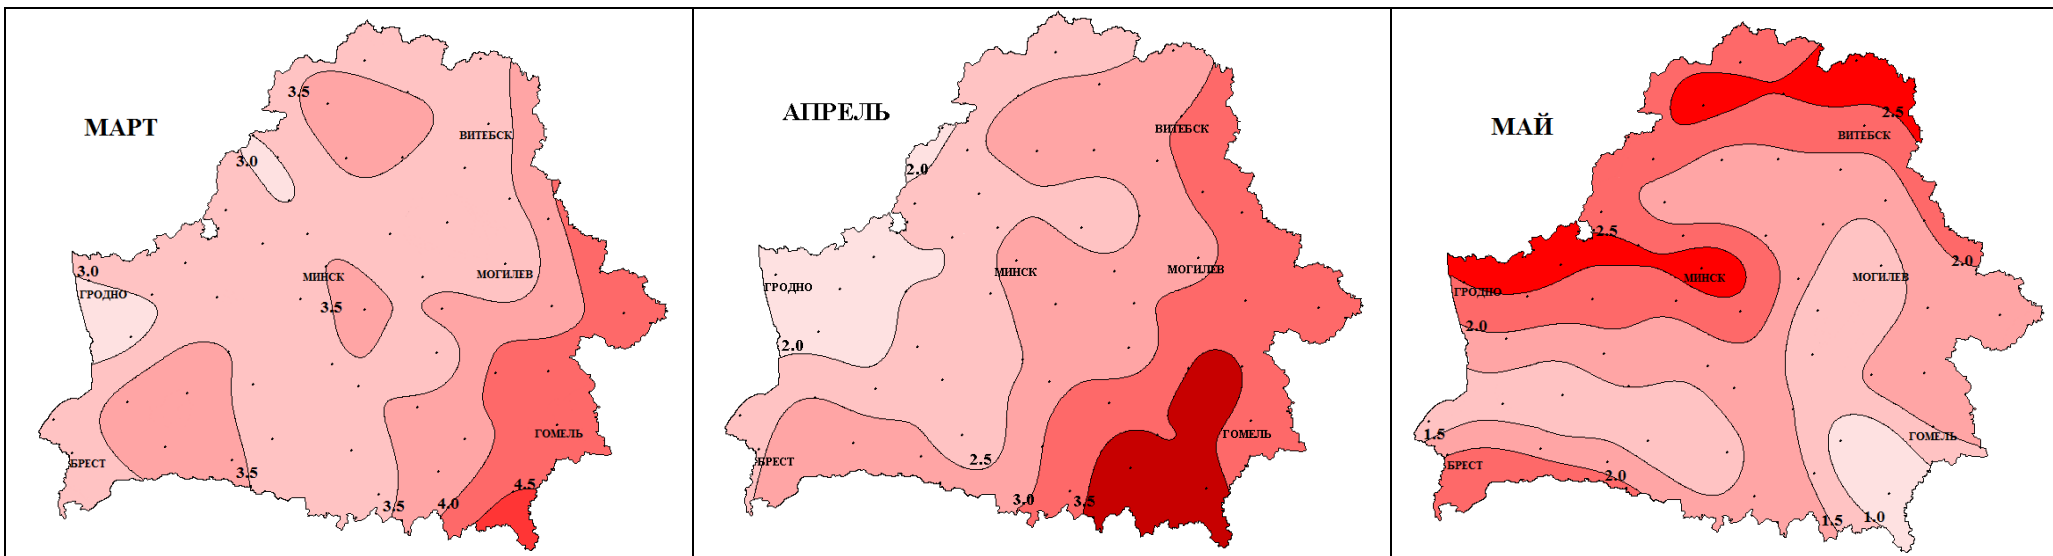 МАРТ
3.5
ВИТЕБСК
3.0
3.0
ГРОДНО
МИНСК
3.5
МОГИЛЕВ
ГОМЕЛЬ
БРЕСТ
3.5
3.5
4.0
4.5
АПРЕЛЬ
ВИТЕБСК
2.0
ГРОДНО
МИНСК
МОГИЛЕВ
2.0
ГОМЕЛЬ
БРЕСТ
2.5
3.0
3.5
МАЙ
2.5
ВИТЕБСК
2.5
2.0
ГРОДНО
МИНСК
МОГИЛЕВ
2.0
1.5
ГОМЕЛЬ
БРЕСТ
2.0
1.5
1.0